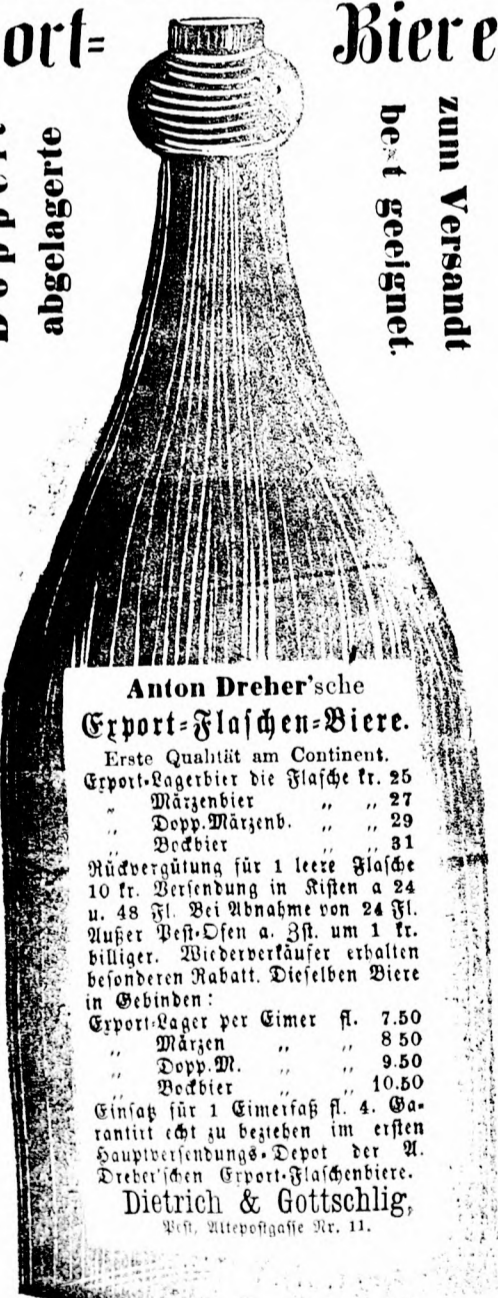 ort=
Biere
abgelagerte
zum Versandt
best geeignet.
Anton Dreher'sche
Export=Flaschen=Biere.
Erste Qualität am Continent.
Export-Lagerbier die Flasche kr. 25
„ Märzenbier „ „ 27
„ Dopp.Märzenb. „ „ 29
„ Bockbier „ „ 31
Rückvergütung für 1 leere Flasche
10 kr. Versendung in Kisten a 24
u. 48 Fl. Bei Abnahme von 24 Fl.
Außer Pest-Ofen a. Zst. um 1 kr.
billiger. Wiederverkäufer erhalten
besonderen Rabatt. Dieselben Biere
in Gebinden:
Export-Lager per Eimer fl. 7.50
„ Märzen „ „ 8 50
„ Dopp.M. „ „ 9.50
„ Bockbier „ „ 10.50
Einsatz für 1 Eimerfaß fl. 4. Ga-
rantirt echt zu beziehen im ersten
Hauptversendungs-Depot der A.
Dreher'schen Export-Flaschenbiere.
Dietrich & Gottschlig,
Pest, Altepostgasse Nr. 11.